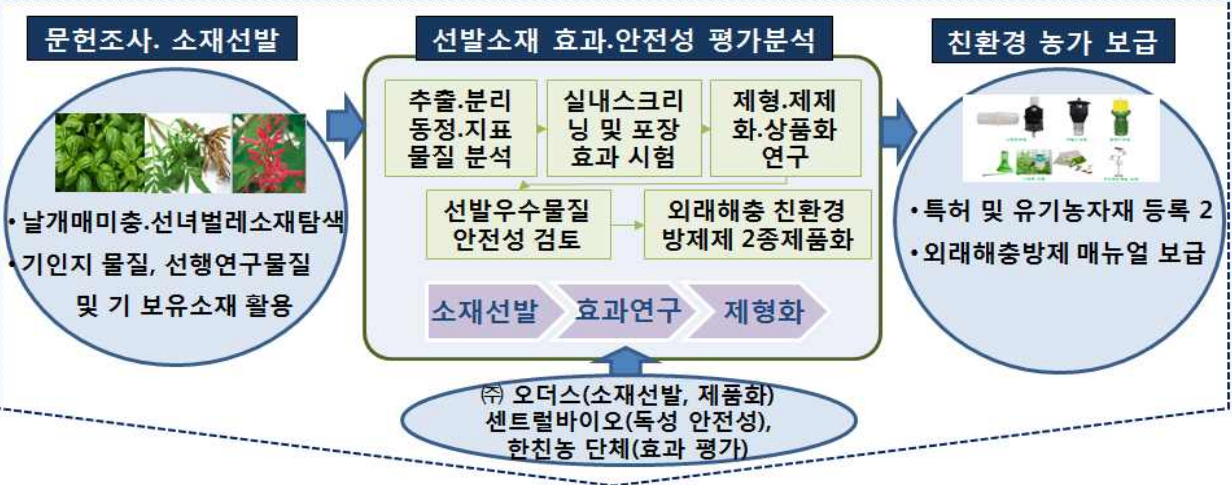 문헌조사. 소재선발
• 날개매미충.선녀벌레소재탐색
• 기인지 물질, 선행연구물질
및 기 보유소재 활용
선발소재 효과.안전성 평가분석
추출.분리
동정.지표
물질 분석
실내스크리
닝 및 포장
효과 시험
제형.제제
화.상품화
연구
선발우수물질
안전성 검토
외래해충 친환경
방제제 2종제품화
소재선발
효과연구
제형화
㈜ 오더스(소재선발, 제품화)
센트럴바이오(독성 안전성),
한친농 단체(효과 평가)
친환경 농가 보급
• 특허 및 유기농자재 등록 2
• 외래해충방제 매뉴얼 보급